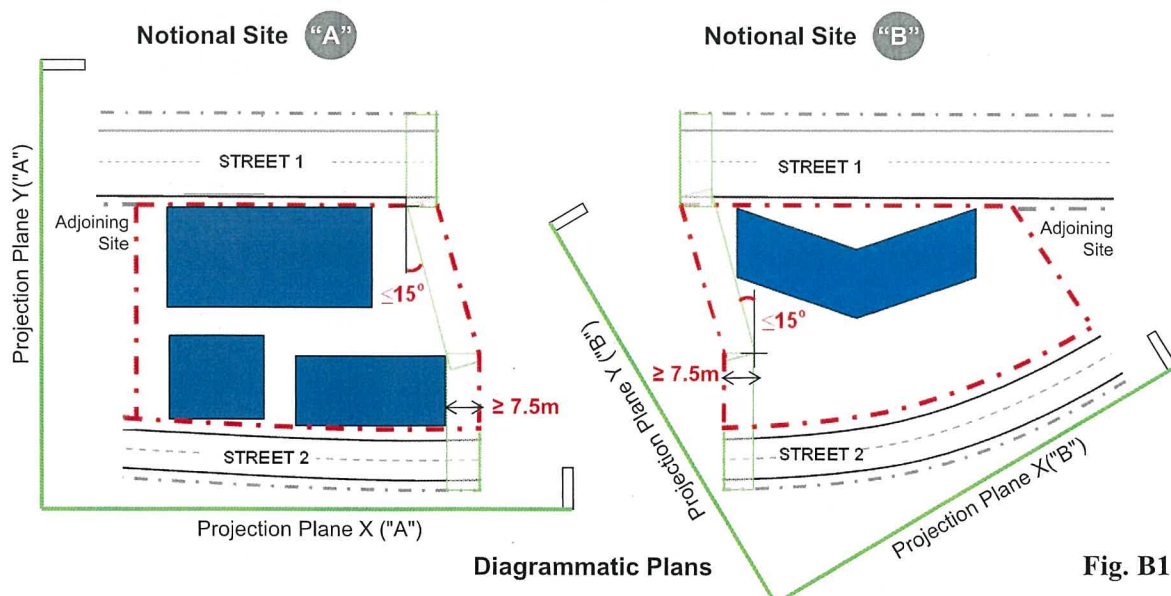 Notional Site "A"
Notional Site "B"
Projection Plane Y("A")
STREET 1
Adjoining
Site
≤15°
≥ 7.5m
STREET 2
Projection Plane X ("A")
STREET 1
Adjoining
Site
≤15°
≥ 7.5m
STREET 2
Projection Plane Y ("B")
Projection Plane X("B")
Diagrammatic Plans
Fig. B1